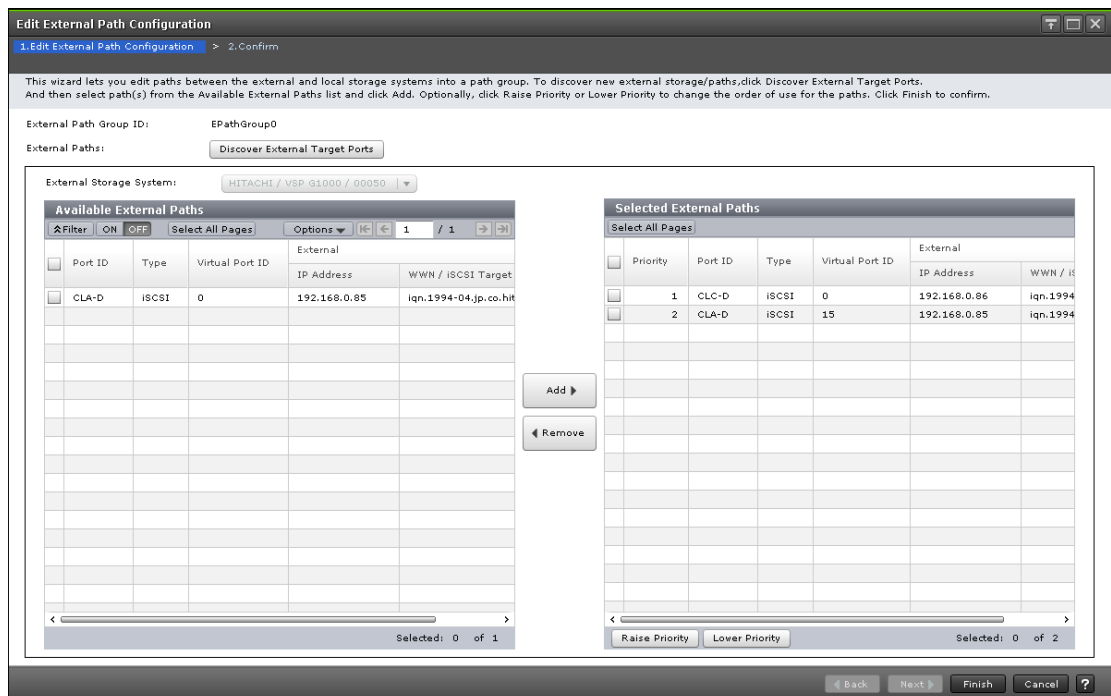 Edit External Path Configuration
1.Edit External Path Configuration > 2.Confirm
This wizard lets you edit paths between the external and local storage systems into a path group. To discover new external storage/paths,click Discover External Target Ports.
And then select path(s) from the Available External Paths list and click Add. Optionally, click Raise Priority or Lower Priority to change the order of use for the paths. Click Finish to confirm.
External Path Group ID: EPathGroup0
External Paths: Discover External Target Ports
External Storage System: HITACHI / VSP G1000 / 00050
Available External Paths
Filter ON OFF Select All Pages Options 1 / 1
External
Port ID Type Virtual Port ID
IP Address WWN / iSCSI Target
CLA-D iSCSI 0 192.168.0.85 iqn.1994-04.jp.co.hit
Selected: 0 of 1
Add
Remove
Selected External Paths
Select All Pages
External
Priority Port ID Type Virtual Port ID
IP Address WWN / iS
1 CLC-D iSCSI 0 192.168.0.86 iqn.1994
2 CLA-D iSCSI 15 192.168.0.85 iqn.1994
Raise Priority Lower Priority Selected: 0 of 2
Back Next Finish Cancel ?